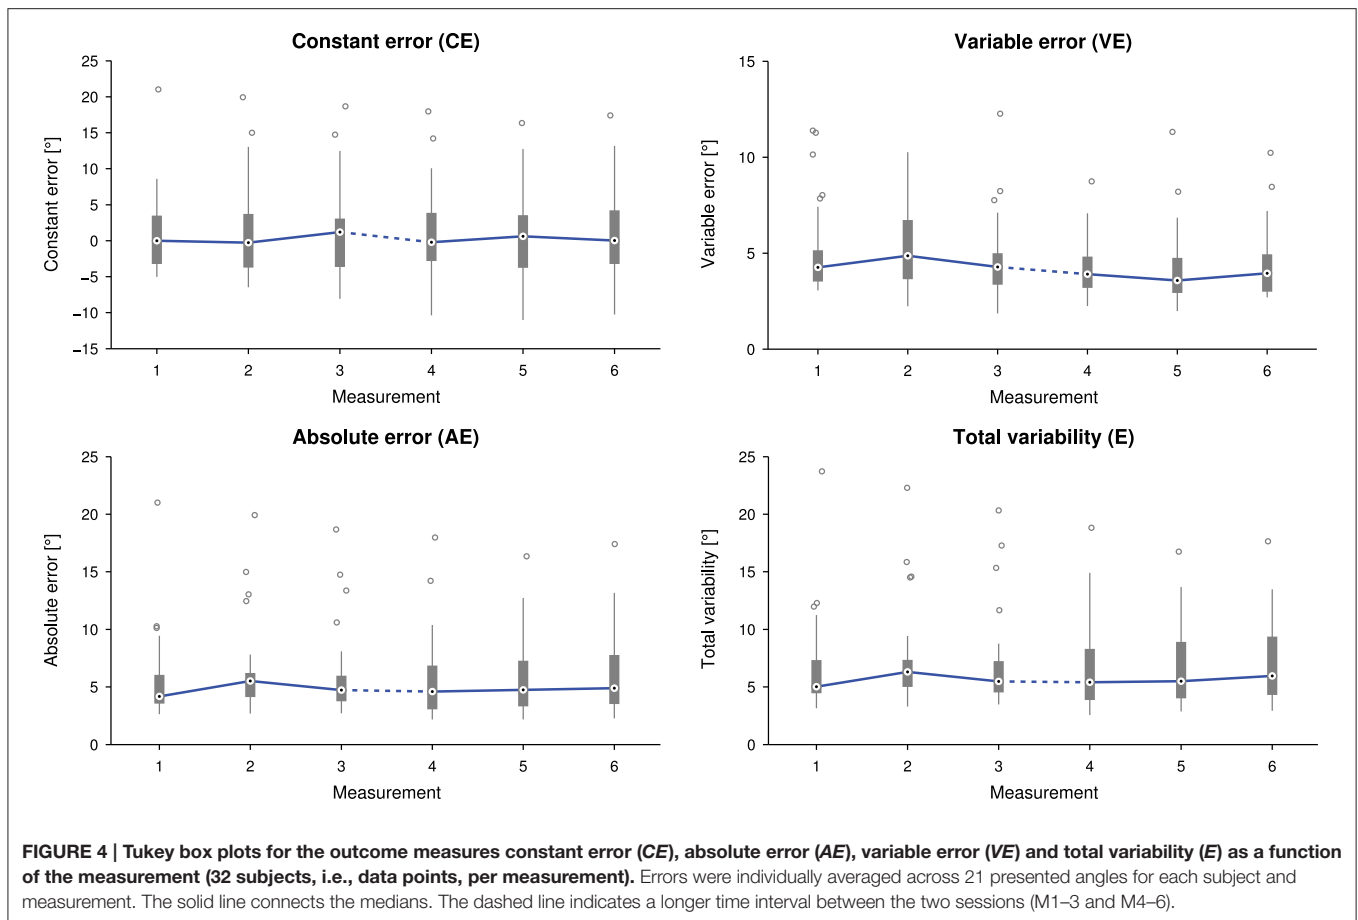 Constant error (CE)
25
20
15
10
5
0
−5
−10
−15
Constant error [°]
1 2 3 4 5 6
Measurement
Variable error (VE)
15
10
5
0
Variable error [°]
1 2 3 4 5 6
Measurement
Absolute error (AE)
25
20
15
10
5
0
Absolute error [°]
1 2 3 4 5 6
Measurement
Total variability (E)
25
20
15
10
5
0
Total variability [°]
1 2 3 4 5 6
Measurement
FIGURE 4 | Tukey box plots for the outcome measures constant error (CE), absolute error (AE), variable error (VE) and total variability (E) as a function
of the measurement (32 subjects, i.e., data points, per measurement). Errors were individually averaged across 21 presented angles for each subject and
measurement. The solid line connects the medians. The dashed line indicates a longer time interval between the two sessions (M1–3 and M4–6).